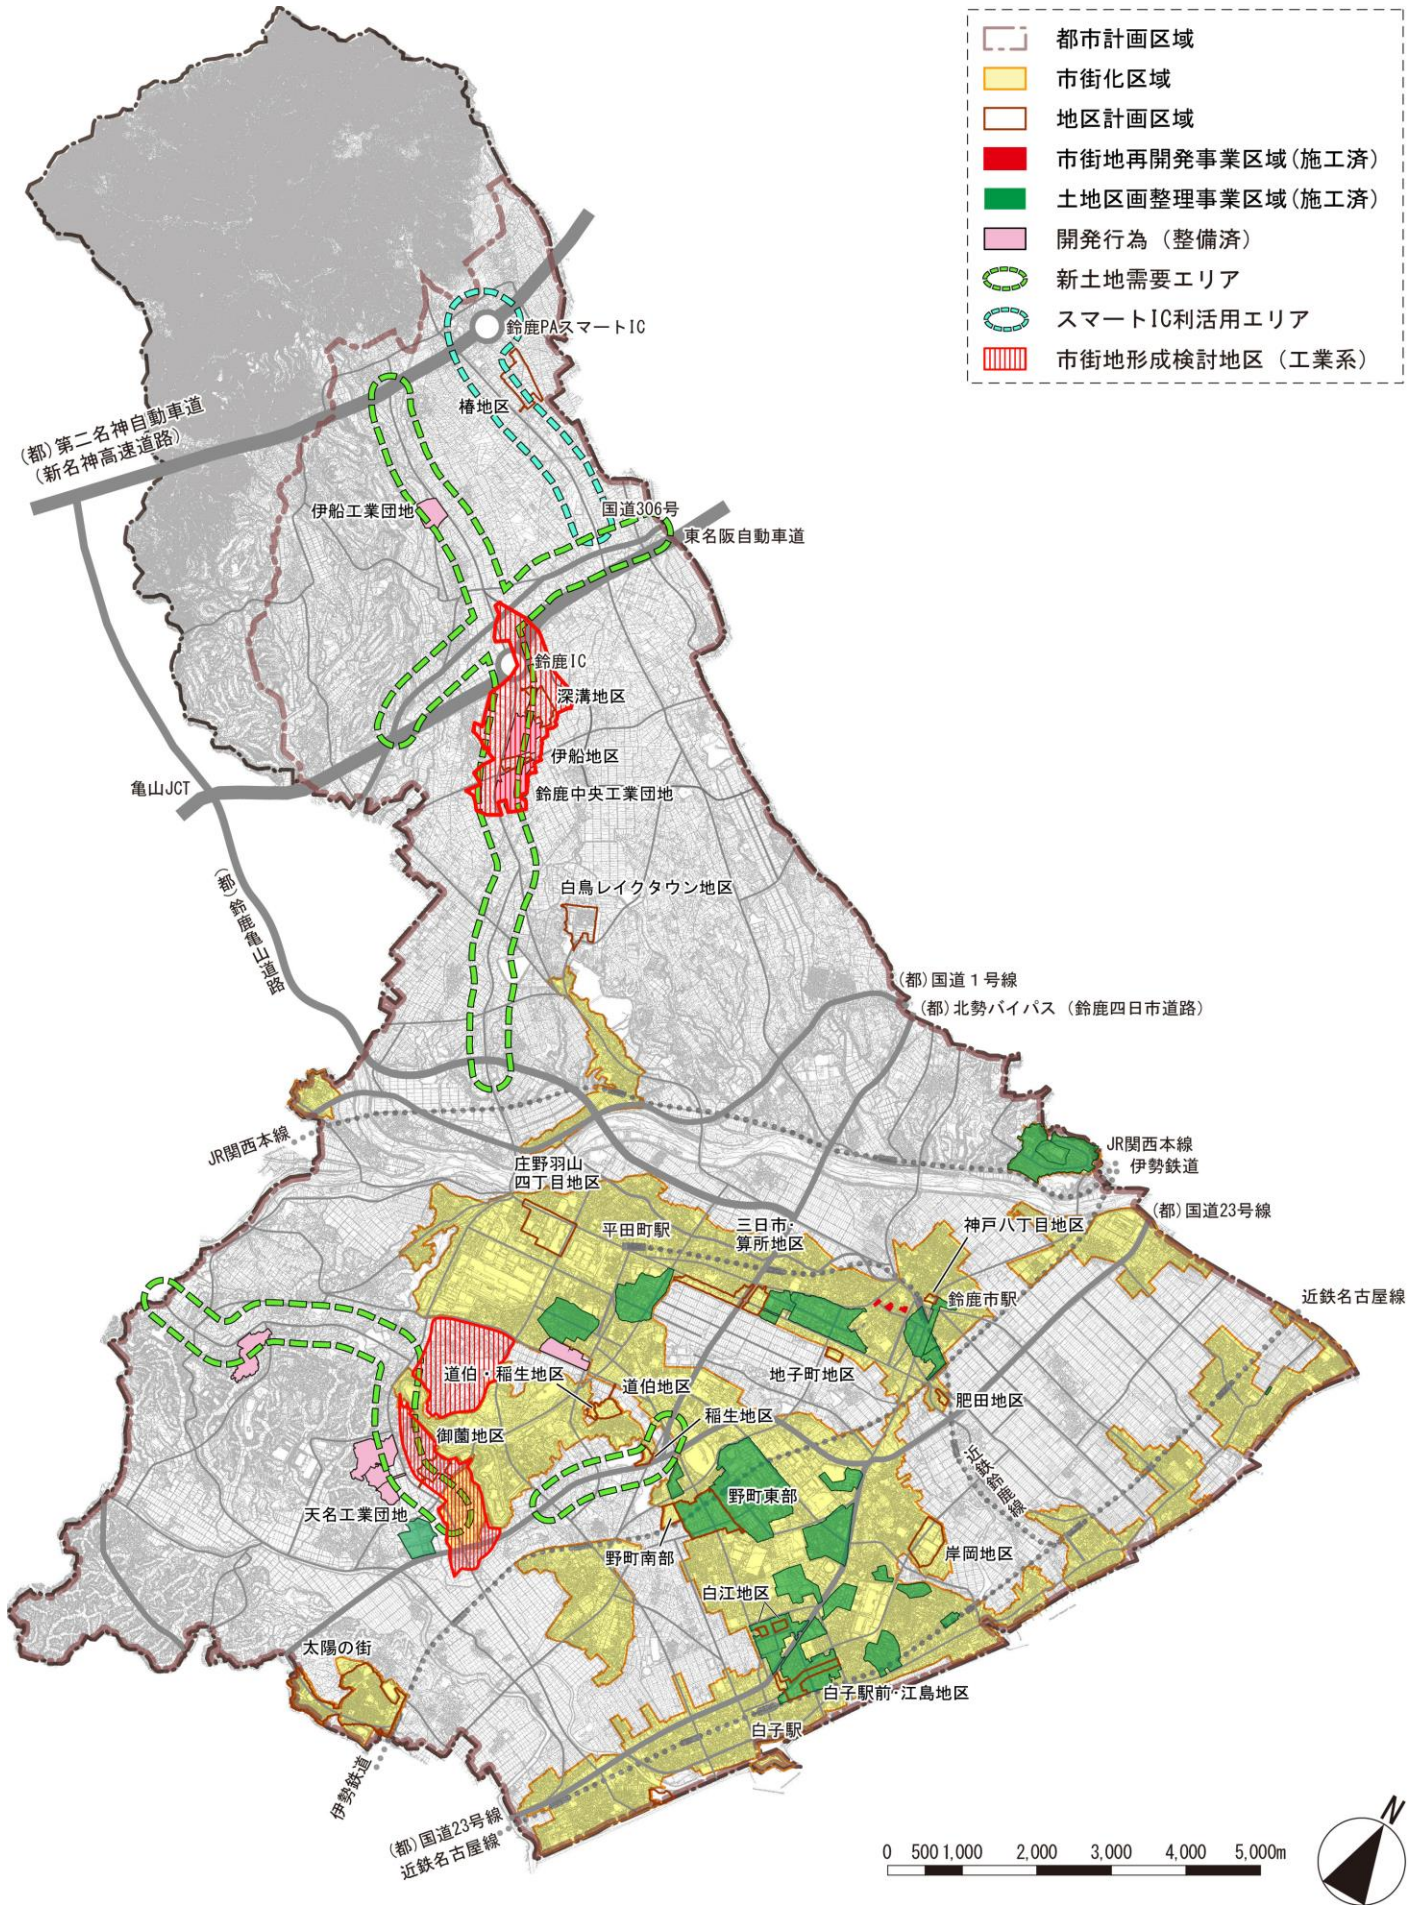 都市計画区域
市街化区域
地区計画区域
市街地再開発事業区域(施工済)
土地区画整理事業区域(施工済)
開発行為（整備済）
新土地需要エリア
スマートIC利活用エリア
市街地形成検討地区（工業系）
鈴鹿PAスマートIC
椿地区
(都)第二名神自動車道
(新名神高速道路)
伊船工業団地
国道306号
東名阪自動車道
鈴鹿IC
深溝地区
伊船地区
亀山JCT
鈴鹿中央工業団地
(都)鈴鹿亀山道路
白鳥レイクタウン地区
(都)国道１号線
(都)北勢バイパス（鈴鹿四日市道路)
JR関西本線
JR関西本線
伊勢鉄道
庄野羽山
四丁目地区
平田町駅
三日市・
算所地区
神戸八丁目地区
(都)国道23号線
鈴鹿市駅
近鉄名古屋線
道伯・稲生地区
道伯地区
地子町地区
稲生地区
肥田地区
御薗地区
近鉄鈴鹿線
天名工業団地
野町東部
野町南部
岸岡地区
白江地区
太陽の街
白子駅前・江島地区
白子駅
伊勢鉄道
(都)国道23号線
近鉄名古屋線
0 500 1,000 2,000 3,000 4,000 5,000m
N